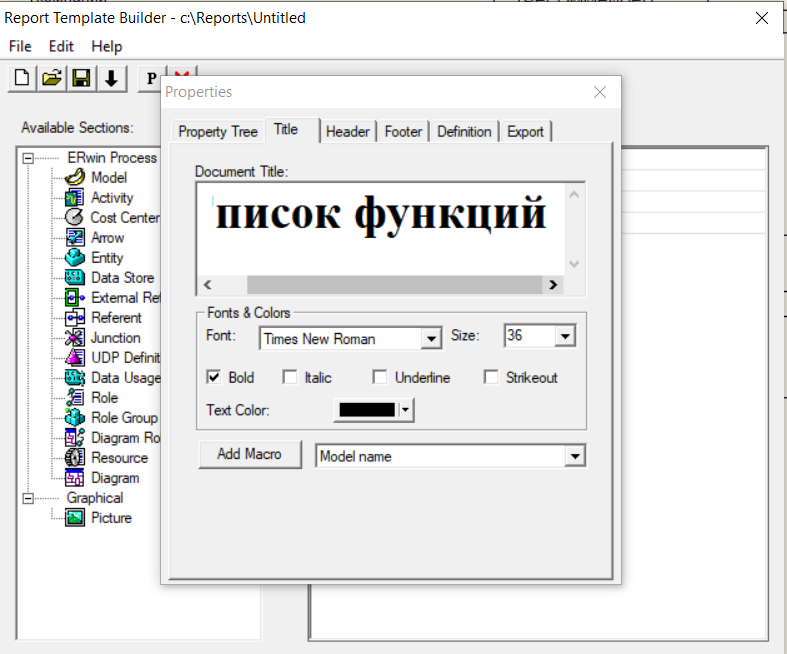 Report Template Builder - c:\Reports\Untitled
File Edit Help
P
Properties
Available Sections:
Property Tree Title Header Footer Definition Export
ERwin Process
Model
Activity
Cost Center
Arrow
Entity
Data Store
External Ref
Referent
Junction
UDP Definit
Data Usage
Role
Role Group
Diagram Ro
Resource
Diagram
Graphical
Picture
Document Title:
писок функций
Fonts & Colors
Font: Times New Roman Size: 36
Bold Italic Underline Strikeout
Text Color:
Add Macro Model name